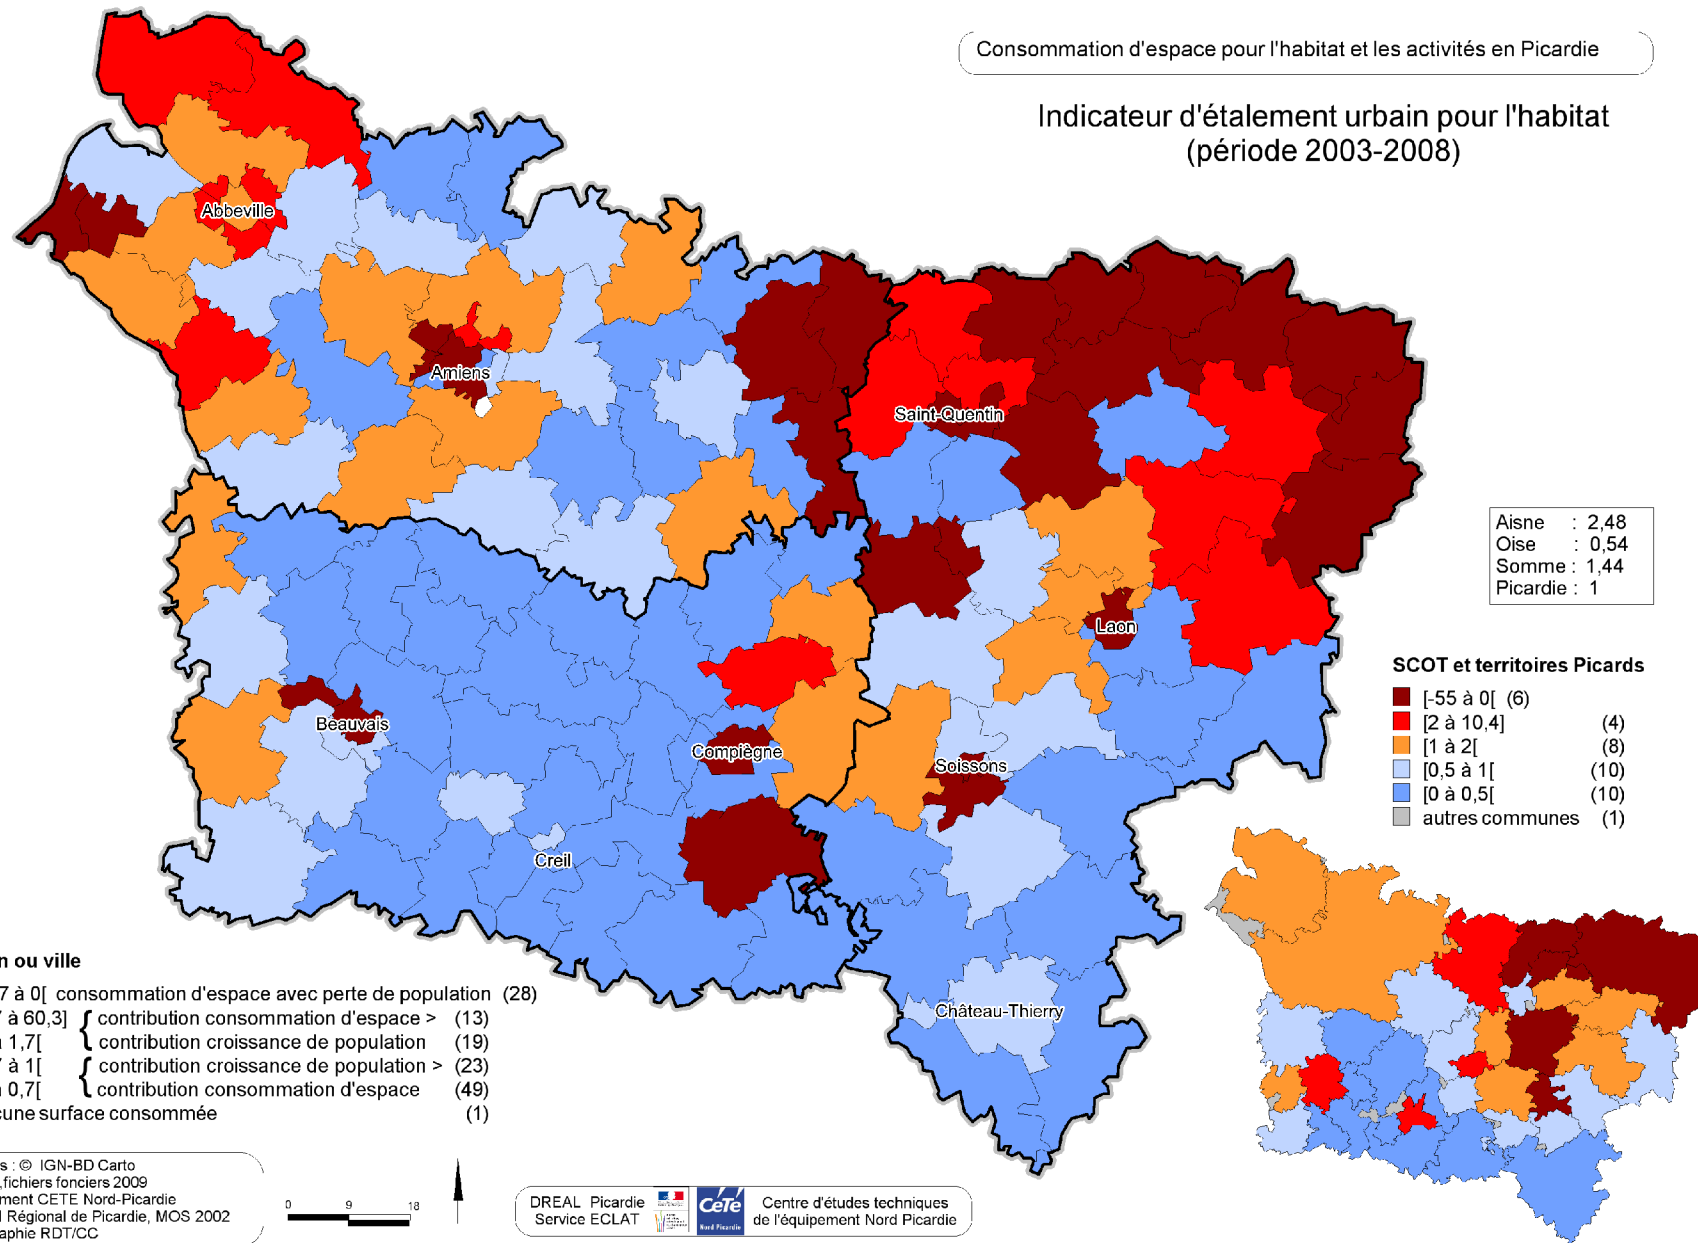 Consommation d'espace pour l'habitat et les activités en Picardie
Indicateur d'étalement urbain pour l'habitat
(période 2003-2008)
Abbeville
Amiens
Saint-Quentin
Laon
Beauvais
Compiègne
Soissons
Creil
Château-Thierry
Aisne : 2,48
Oise : 0,54
Somme : 1,44
Picardie : 1
SCOT et territoires Picards
[-55 à 0[ (6)
[2 à 10,4] (4)
[1 à 2[ (8)
[0,5 à 1[ (10)
[0 à 0,5[ (10)
autres communes (1)
n ou ville
7 à 0[ consommation d'espace avec perte de population (28)
7 à 60,3] { contribution consommation d'espace > (13)
à 1,7[ contribution croissance de population (19)
7 à 1[ { contribution croissance de population > (23)
à 0,7[ contribution consommation d'espace (49)
cune surface consommée (1)
s : © IGN-BD Carto
,fichiers fonciers 2009
ment CETE Nord-Picardie
l Régional de Picardie, MOS 2002
aphie RDT/CC
0 9 18
DREAL Picardie
Service ECLAT
CeTe
Nord Picardie
Centre d'études techniques
de l'équipement Nord Picardie